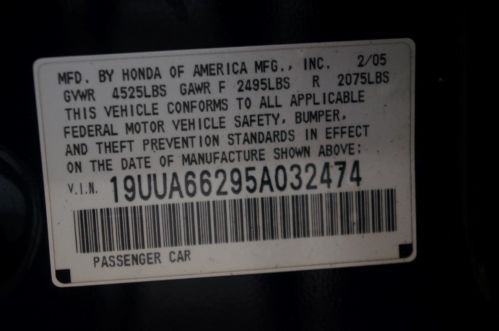 MFD. BY HONDA OF AMERICA MFG., INC. 2/05
GVWR 4525LBS GAWR F 2495LBS R 2075LBS
THIS VEHICLE CONFORMS TO ALL APPLICABLE
FEDERAL MOTOR VEHICLE SAFETY, BUMPER,
AND THEFT PREVENTION STANDARDS IN EFFECT
ON THE DATE OF MANUFACTURE SHOWN ABOVE:
V.I.N. 19UUA66295A032474
PASSENGER CAR